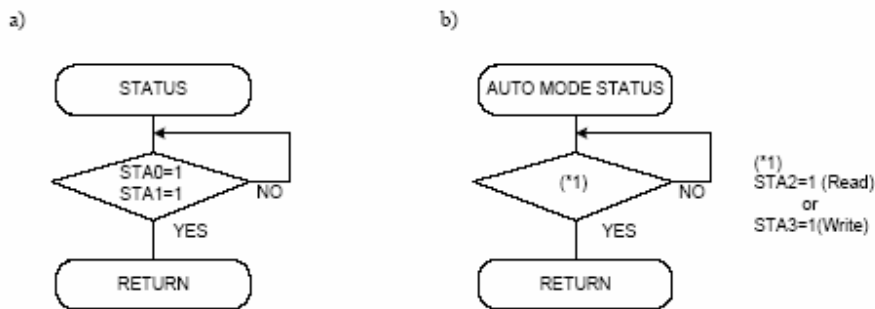 a)
b)
STATUS
AUTO MODE STATUS
STA0=1
STA1=1
NO
YES
RETURN
(*1)
NO
YES
RETURN
(*1)
STA2=1 (Read)
or
STA3=1(Write)